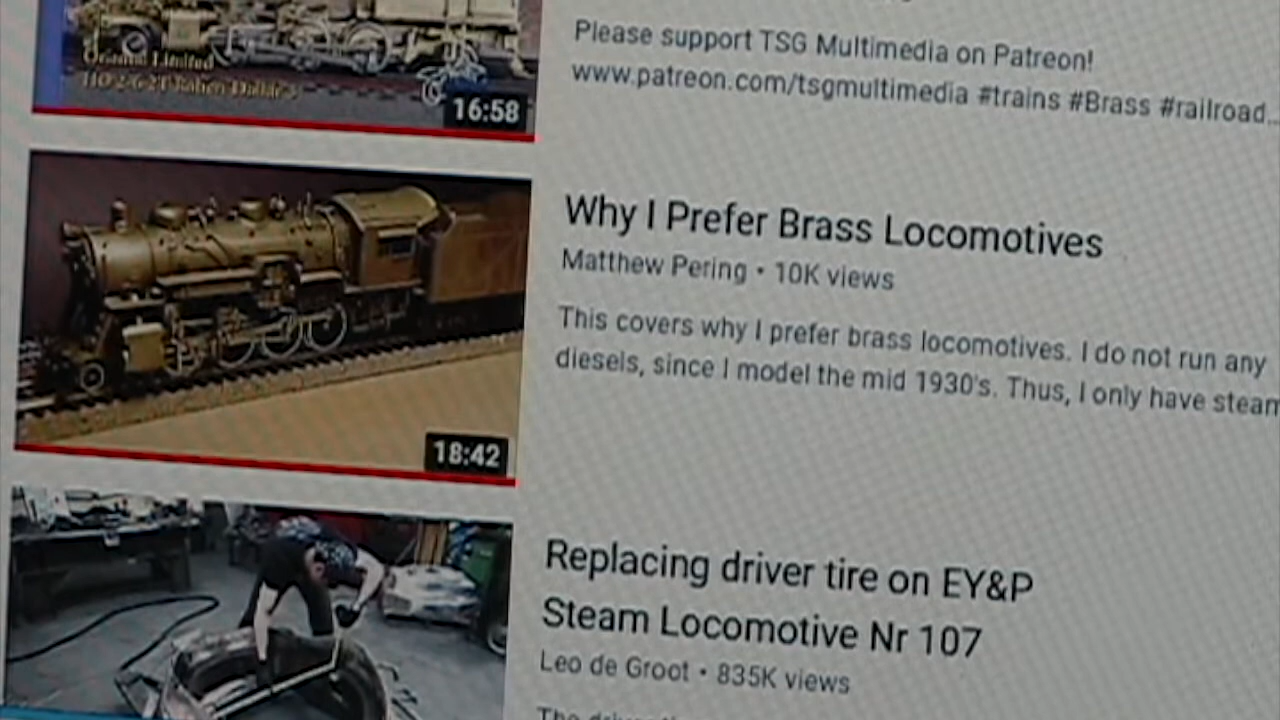 Please support TSG Multimedia on Patreon!
www.patreon.com/tsgmultimedia #trains #Brass #railroad...
Limited
16:58
Why I Prefer Brass Locomotives
Matthew Pering • 10K views
This covers why I prefer brass locomotives. I do not run any
diesels, since I model the mid 1930's. Thus, I only have steam
18:42
Replacing driver tire on EY&P
Steam Locomotive Nr 107
Leo de Groot • 835K views
The